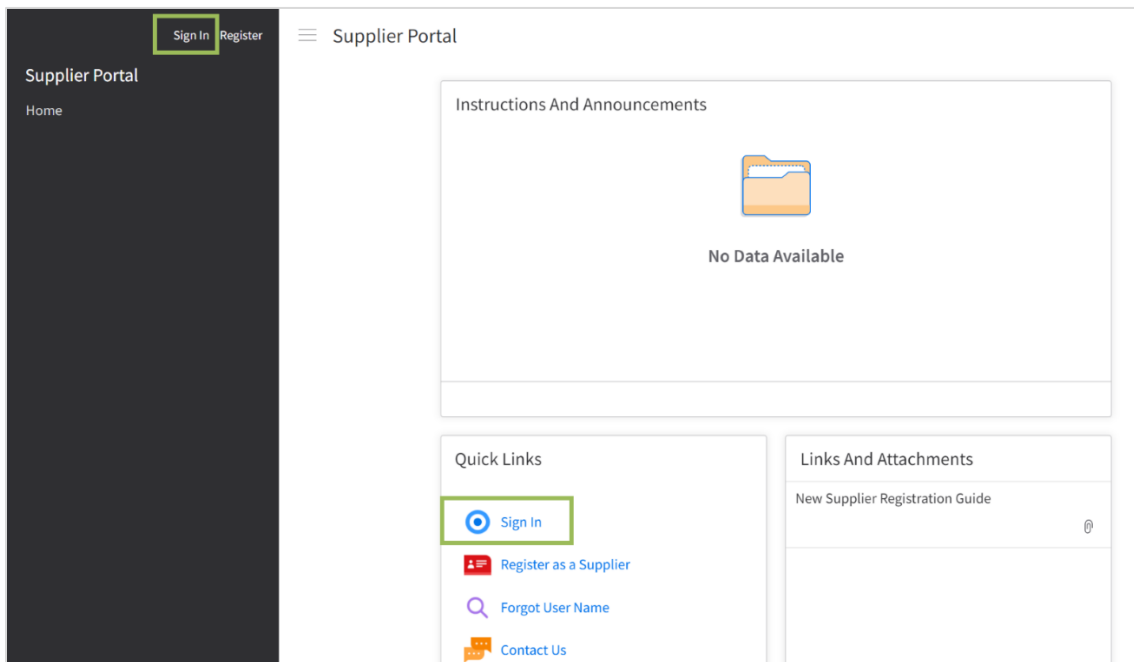 Sign In Register
Supplier Portal
Home
Supplier Portal
Instructions And Announcements
No Data Available
Quick Links
Sign In
Register as a Supplier
Forgot User Name
Contact Us
Links And Attachments
New Supplier Registration Guide